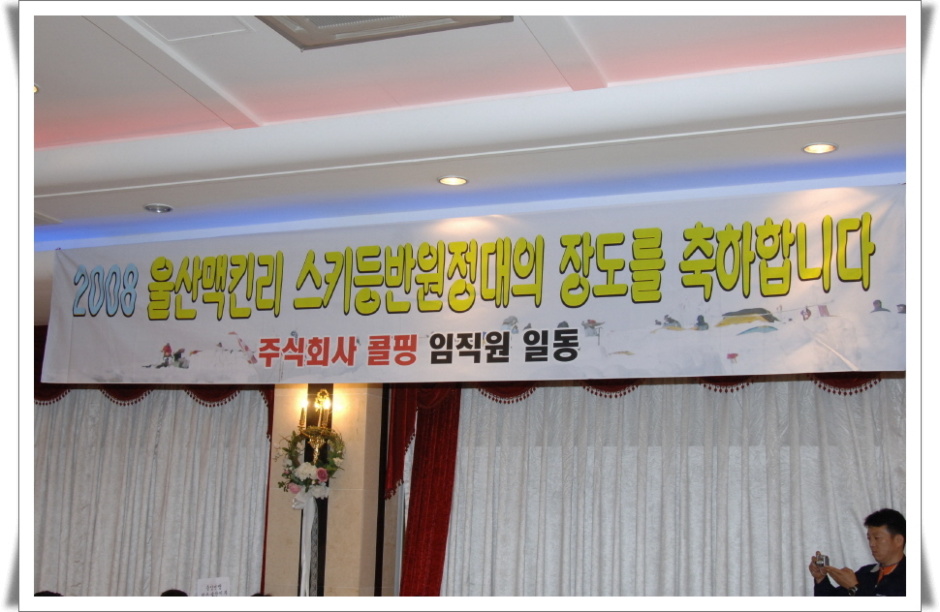 2008 울산맥킨리 스키등반원정대의 장도를 축하합니다
주식회사 콜핑 임직원 일동